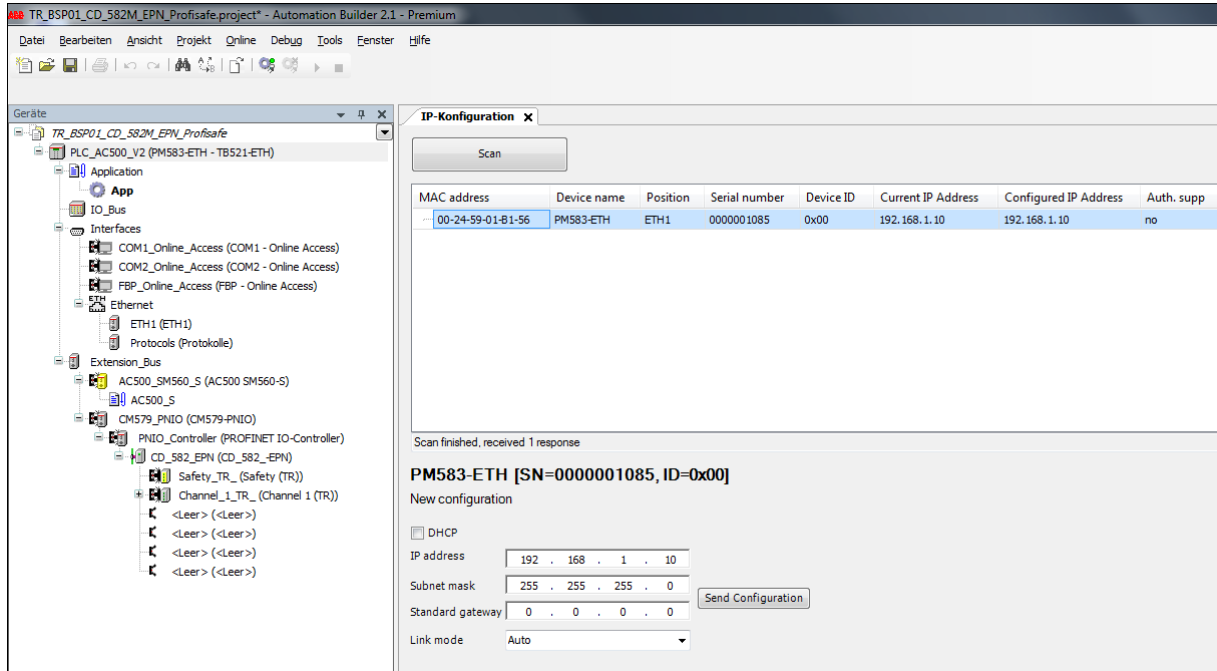 ABB TR_BSP01_CD_582M_EPN_Profisafe.project* - Automation Builder 2.1 - Premium
Datei Bearbeiten Ansicht Projekt Online Debug Tools Fenster Hilfe
Geräte
TR_BSP01_CD_582M_EPN_Profisafe
PLC_AC500_V2 (PM583-ETH - TB521-ETH)
Application
App
IO_Bus
Interfaces
COM1_Online_Access (COM1 - Online Access)
COM2_Online_Access (COM2 - Online Access)
FBP_Online_Access (FBP - Online Access)
ETH Ethernet
ETH1 (ETH1)
Protocols (Protokolle)
Extension_Bus
AC500_SM560_S (AC500 SM560-S)
AC500_S
CM579_PNIO (CM579-PNIO)
PNIO_Controller (PROFINET IO-Controller)
CD_582_EPN (CD_582_-EPN)
Safety_TR_ (Safety (TR))
Channel_1_TR_ (Channel 1 (TR))
<Leer> (<Leer>)
<Leer> (<Leer>)
<Leer> (<Leer>)
<Leer> (<Leer>)
IP-Konfiguration
Scan
MAC address Device name Position Serial number Device ID Current IP Address Configured IP Address Auth. supp
00-24-59-01-B1-56 PM583-ETH ETH1 0000001085 0x00 192.168.1.10 192.168.1.10 no
Scan finished, received 1 response
PM583-ETH [SN=0000001085, ID=0x00]
New configuration
DHCP
IP address 192 . 168 . 1 . 10
Subnet mask 255 . 255 . 255 . 0
Send Configuration
Standard gateway 0 . 0 . 0 . 0
Link mode Auto